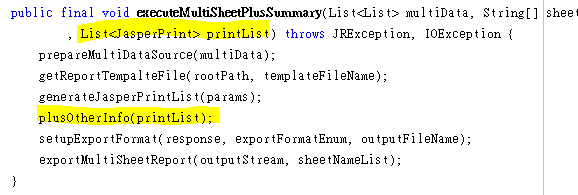 public final void executeMultiSheetPlusSummary(List<List> multiData, String[] sheet
, List<JasperPrint> printList) throws JRException, IOException {
prepareMultiDataSource(multiData);
getReportTempalteFile(rootPath, templateFileName);
generateJasperPrintList(params);
plusOtherInfo(printList);
setupExportFormat(response, exportFormatEnum, outputFileName);
exportMultiSheetReport(outputStream, sheetNameList);
}